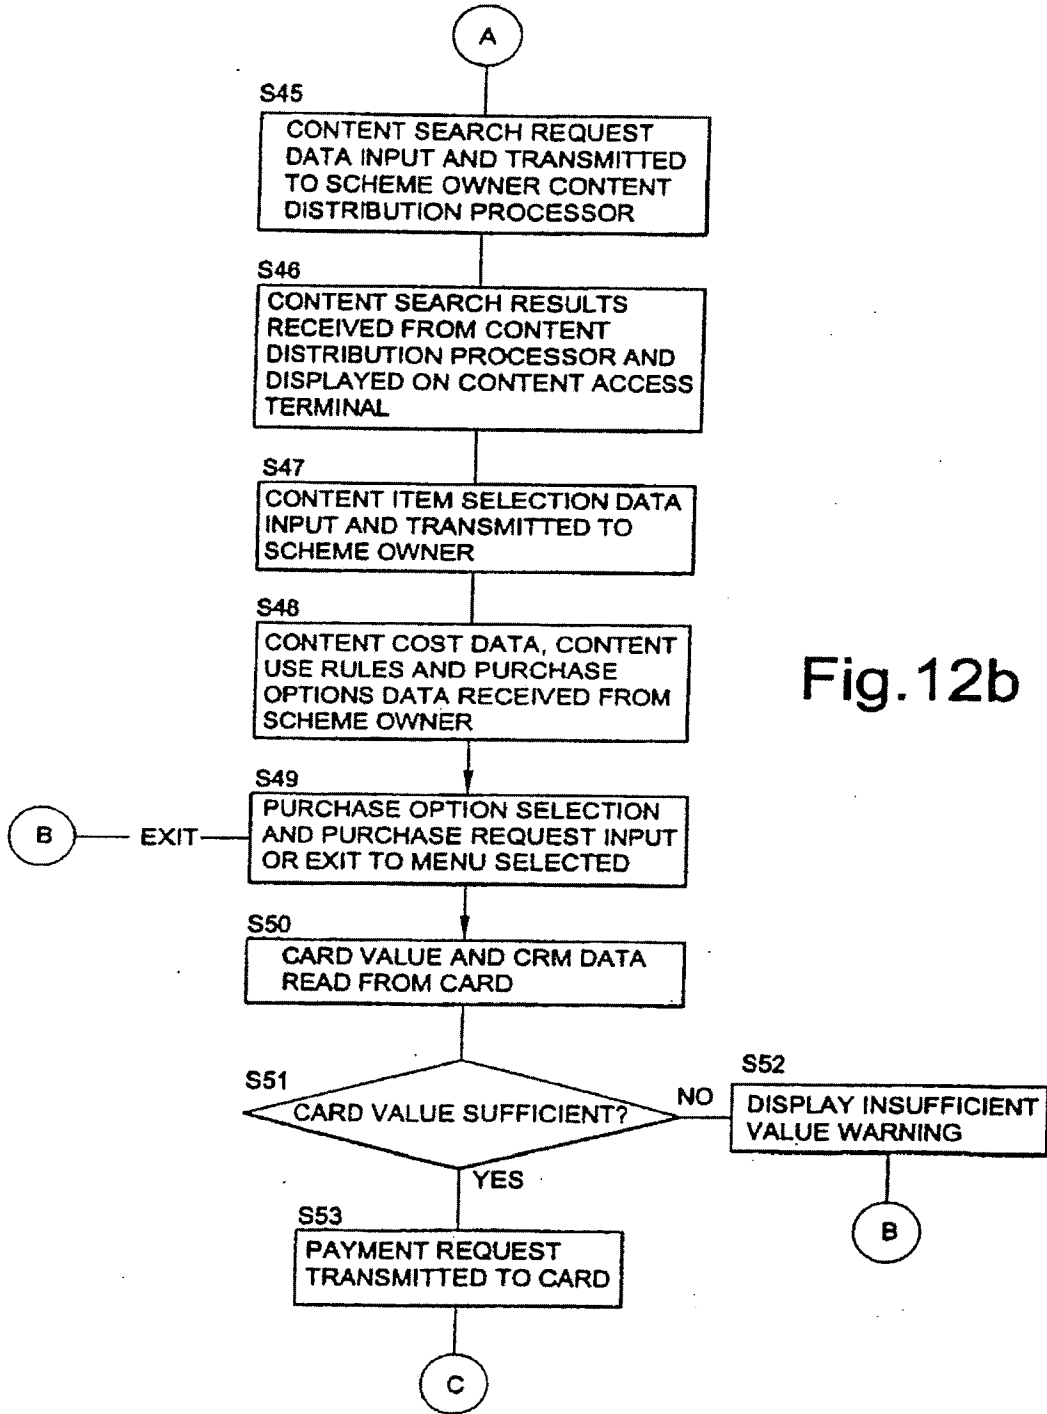 A
S45
CONTENT SEARCH REQUEST
DATA INPUT AND TRANSMITTED
TO SCHEME OWNER CONTENT
DISTRIBUTION PROCESSOR
S46
CONTENT SEARCH RESULTS
RECEIVED FROM CONTENT
DISTRIBUTION PROCESSOR AND
DISPLAYED ON CONTENT ACCESS
TERMINAL
S47
CONTENT ITEM SELECTION DATA
INPUT AND TRANSMITTED TO
SCHEME OWNER
S48
CONTENT COST DATA, CONTENT
USE RULES AND PURCHASE
OPTIONS DATA RECEIVED FROM
SCHEME OWNER
Fig.12b
S49
PURCHASE OPTION SELECTION
AND PURCHASE REQUEST INPUT
OR EXIT TO MENU SELECTED
B
EXIT
S50
CARD VALUE AND CRM DATA
READ FROM CARD
S51
CARD VALUE SUFFICIENT?
NO
S52
DISPLAY INSUFFICIENT
VALUE WARNING
YES
B
S53
PAYMENT REQUEST
TRANSMITTED TO CARD
C